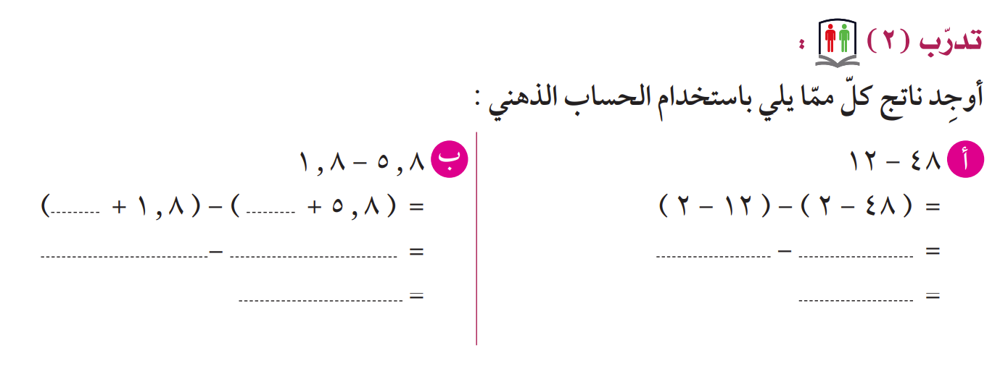 تدرّب (٢) :
أوجِد ناتج كلّ ممّا يلي باستخدام الحساب الذهني :
أ ٤٨ – ١٢
= (٤٨ – ٢) – (١٢ – ٢)
= ........ – ........
= ........
ب ٥,٨ – ١,٨
= (٥,٨ + ........) – (١,٨ + ........)
= ........ – ........
= ........